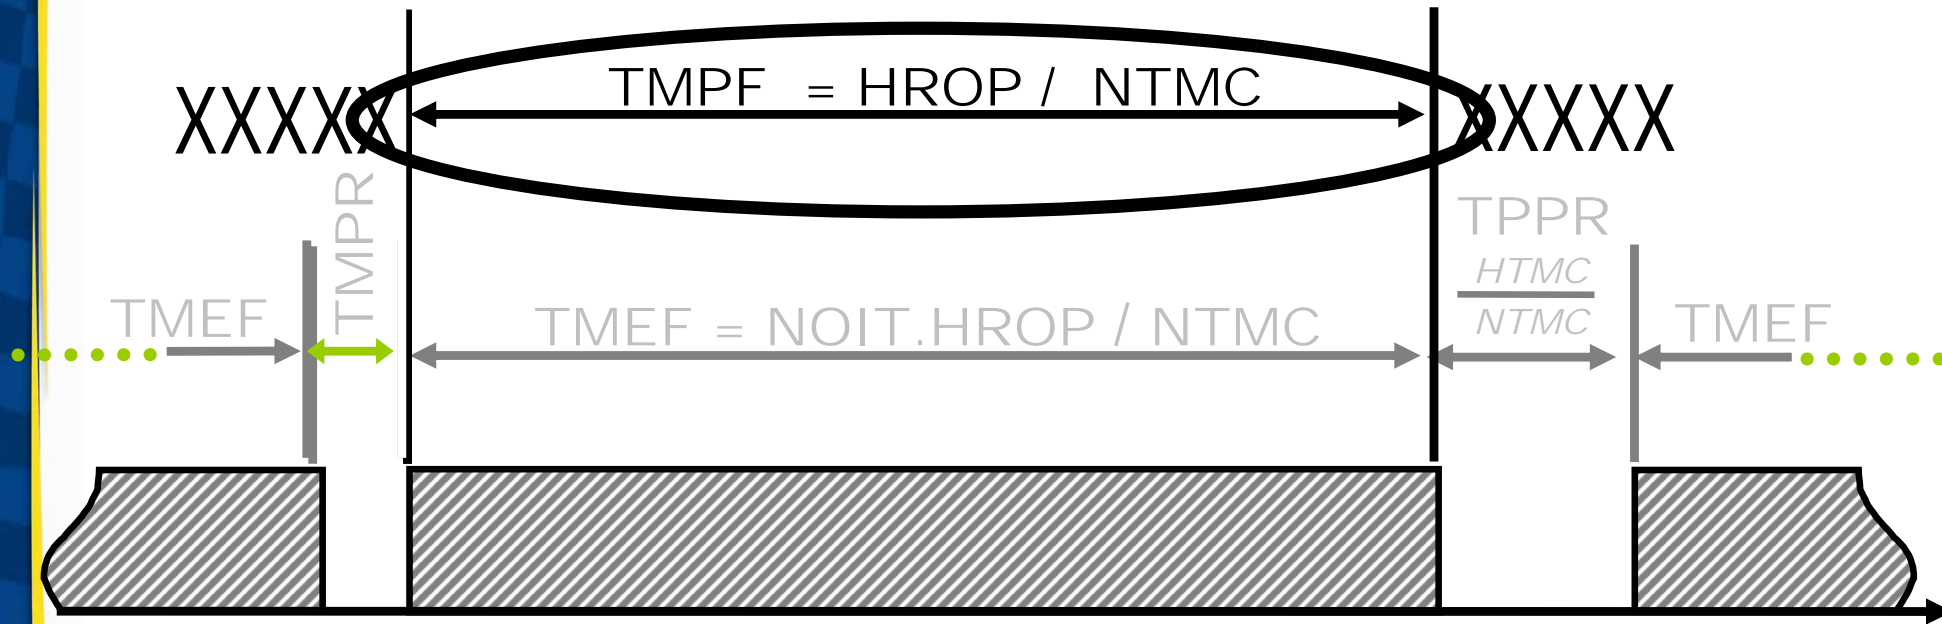 TMPF = HROP / NTMC
XXXXX
XXXXX
TMPR
TPPR
HTMC
NTMC
TMEF
TMEF = NOIT.HROP / NTMC
TMEF